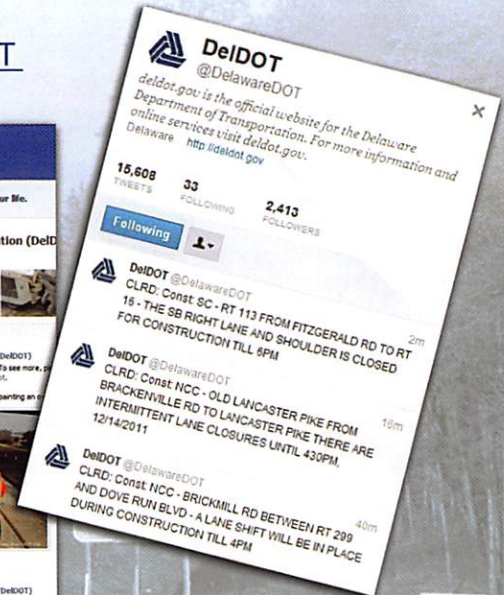 T
ur life.
tion (DelD
DelDOT)
To see more, p
DelDOT)
DelDOT
@DelawareDOT
deldot.gov is the official website for the Delaware
Department of Transportation. For more information and
online services visit deldot.gov.
Delaware http://deldot.gov
15,608 33 2,413
TWEETS FOLLOWING FOLLOWERS
Following
DelDOT @DelawareDOT 2m
CLRD: Const: SC - RT 113 FROM FITZGERALD RD TO RT
16 - THE SB RIGHT LANE AND SHOULDER IS CLOSED
FOR CONSTRUCTION TILL 6PM
DelDOT @DelawareDOT 16m
CLRD: Const: NCC - OLD LANCASTER PIKE FROM
BRACKENVILLE RD TO LANCASTER PIKE THERE ARE
INTERMITTENT LANE CLOSURES UNTIL 430PM,
12/14/2011
DelDOT @DelawareDOT 40m
CLRD: Const: NCC - BRICKMILL RD BETWEEN RT 299
AND DOVE RUN BLVD - A LANE SHIFT WILL BE IN PLACE
DURING CONSTRUCTION TILL 4PM